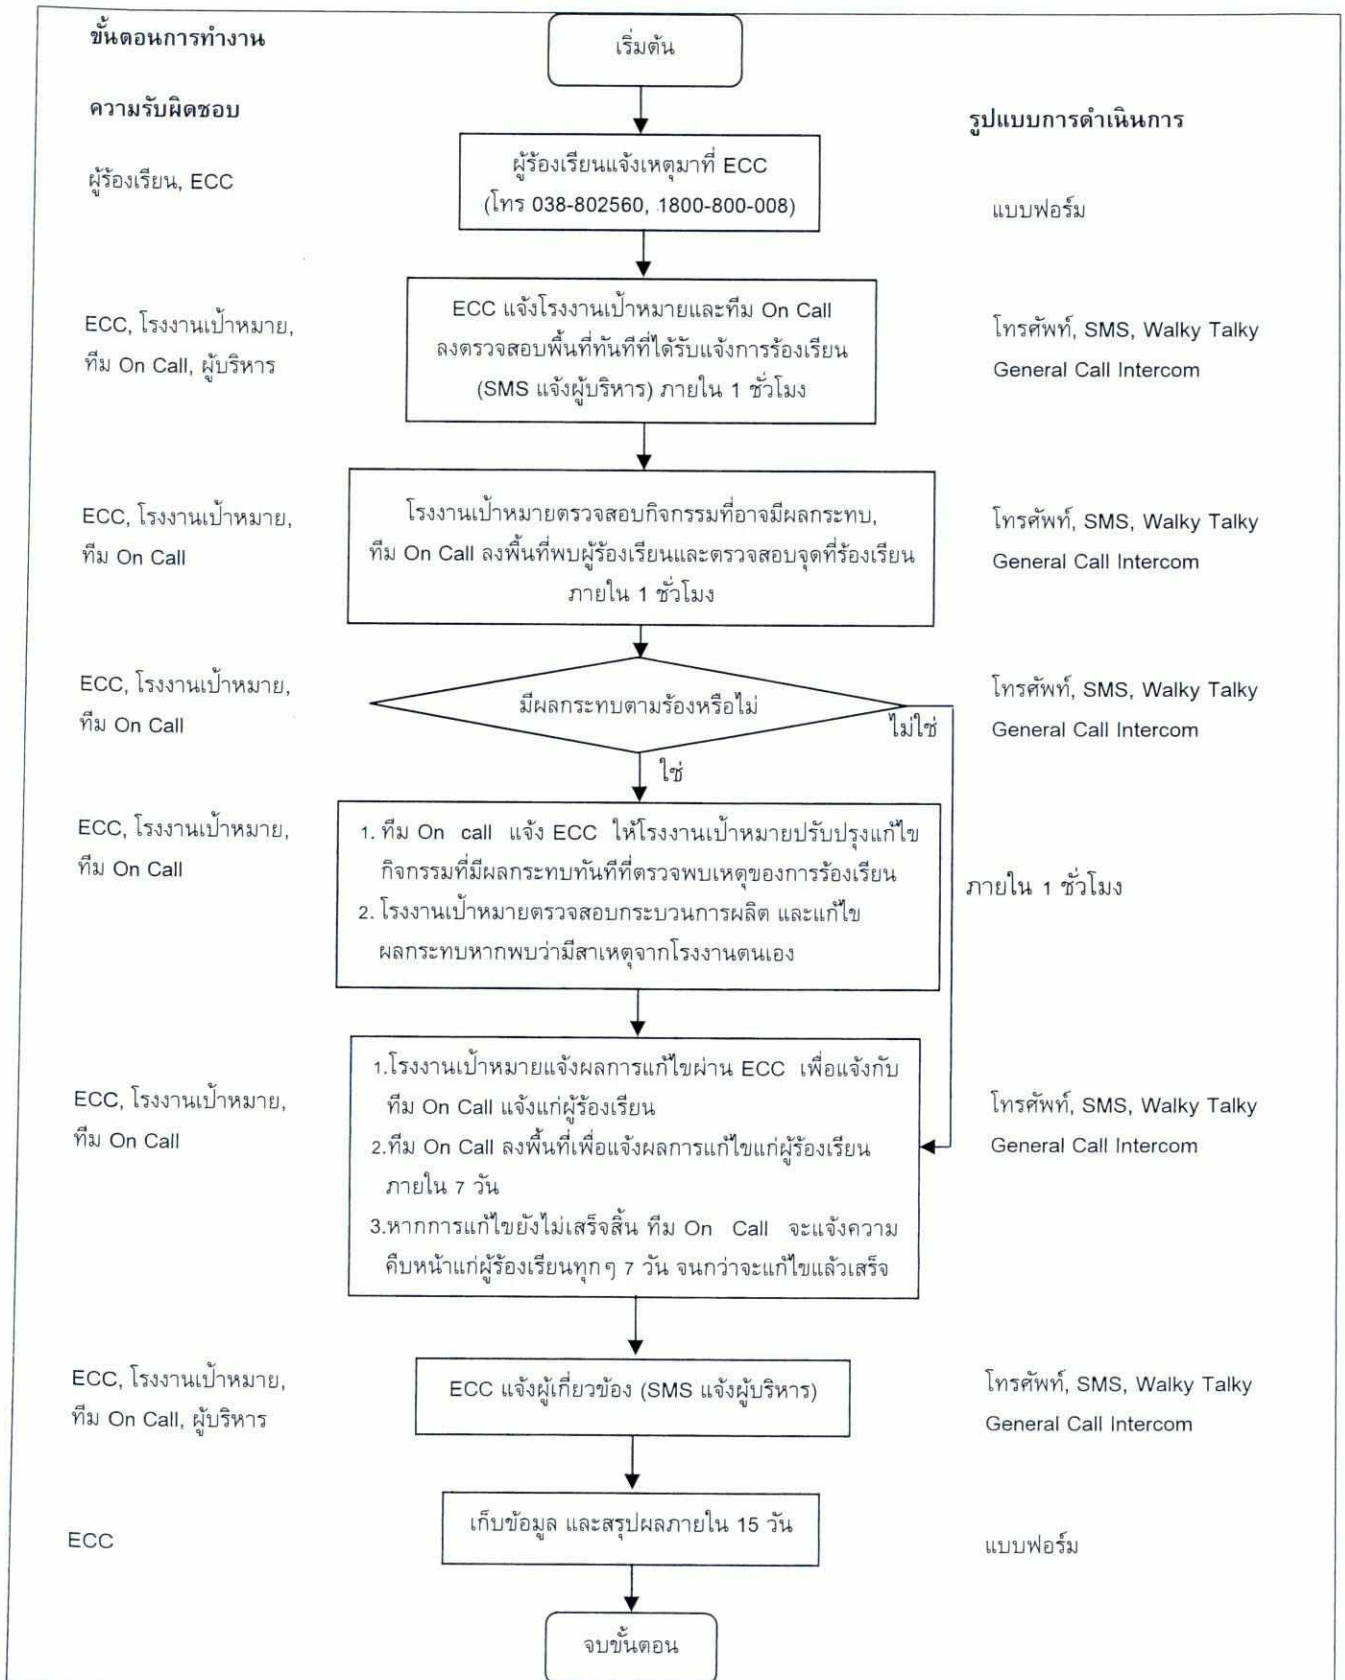 ขั้นตอนการทำงาน
เริ่มต้น
ความรับผิดชอบ
รูปแบบการดำเนินการ
ผู้ร้องเรียน, ECC
ผู้ร้องเรียนแจ้งเหตุมาที่ ECC
(โทร 038-802560, 1800-800-008)
แบบฟอร์ม
ECC, โรงงานเป้าหมาย,
ทีม On Call, ผู้บริหาร
ECC แจ้งโรงงานเป้าหมายและทีม On Call
ลงตรวจสอบพื้นที่ทันทีที่ได้รับแจ้งการร้องเรียน
(SMS แจ้งผู้บริหาร) ภายใน 1 ชั่วโมง
โทรศัพท์, SMS, Walky Talky
General Call Intercom
ECC, โรงงานเป้าหมาย,
ทีม On Call
โรงงานเป้าหมายตรวจสอบกิจกรรมที่อาจมีผลกระทบ,
ทีม On Call ลงพื้นที่พบผู้ร้องเรียนและตรวจสอบจุดที่ร้องเรียน
ภายใน 1 ชั่วโมง
โทรศัพท์, SMS, Walky Talky
General Call Intercom
ECC, โรงงานเป้าหมาย,
ทีม On Call
มีผลกระทบตามร้องหรือไม่
ไม่ใช่
ใช่
โทรศัพท์, SMS, Walky Talky
General Call Intercom
ECC, โรงงานเป้าหมาย,
ทีม On Call
1. ทีม On call แจ้ง ECC ให้โรงงานเป้าหมายปรับปรุงแก้ไข
กิจกรรมที่มีผลกระทบทันทีที่ตรวจพบเหตุของการร้องเรียน
2. โรงงานเป้าหมายตรวจสอบกระบวนการผลิต และแก้ไข
ผลกระทบหากพบว่ามีสาเหตุจากโรงงานตนเอง
ภายใน 1 ชั่วโมง
ECC, โรงงานเป้าหมาย,
ทีม On Call
1.โรงงานเป้าหมายแจ้งผลการแก้ไขผ่าน ECC เพื่อแจ้งกับ
ทีม On Call แจ้งแก่ผู้ร้องเรียน
2.ทีม On Call ลงพื้นที่เพื่อแจ้งผลการแก้ไขแก่ผู้ร้องเรียน
ภายใน 7 วัน
3.หากการแก้ไขยังไม่เสร็จสิ้น ทีม On Call จะแจ้งความ
คืบหน้าแก่ผู้ร้องเรียนทุกๆ 7 วัน จนกว่าจะแก้ไขแล้วเสร็จ
โทรศัพท์, SMS, Walky Talky
General Call Intercom
ECC, โรงงานเป้าหมาย,
ทีม On Call, ผู้บริหาร
ECC แจ้งผู้เกี่ยวข้อง (SMS แจ้งผู้บริหาร)
โทรศัพท์, SMS, Walky Talky
General Call Intercom
ECC
เก็บข้อมูล และสรุปผลภายใน 15 วัน
แบบฟอร์ม
จบขั้นตอน